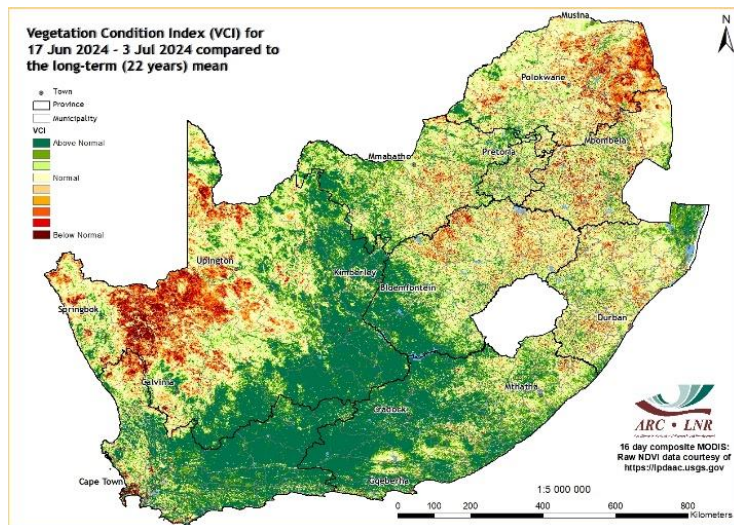 Vegetation Condition Index (VCI) for
17 Jun 2024 - 3 Jul 2024 compared to
the long-term (22 years) mean
Town
Province
Municipality
VCI
Above Normal
Normal
Below Normal
N
Musina
Polokwane
Mbombela
Pretoria
Mmabatho
Upington
Kimberley
Bloemfontein
Springbok
Durban
Calvinia
Mthatha
Cradock
Cape Town
Gqeberha
ARC • LNR
16 day composite MODIS:
Raw NDVI data courtesy of
https://lpdaac.usgs.gov
1:5 000 000
0 100 200 400 600 800
Kilometers